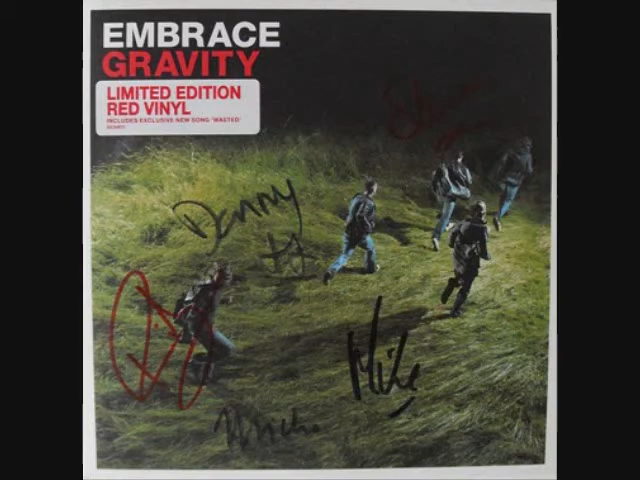 EMBRACE
GRAVITY
LIMITED EDITION
RED VINYL
INCLUDES EXCLUSIVE NEW SONG 'WASTED'
Danny
Mike